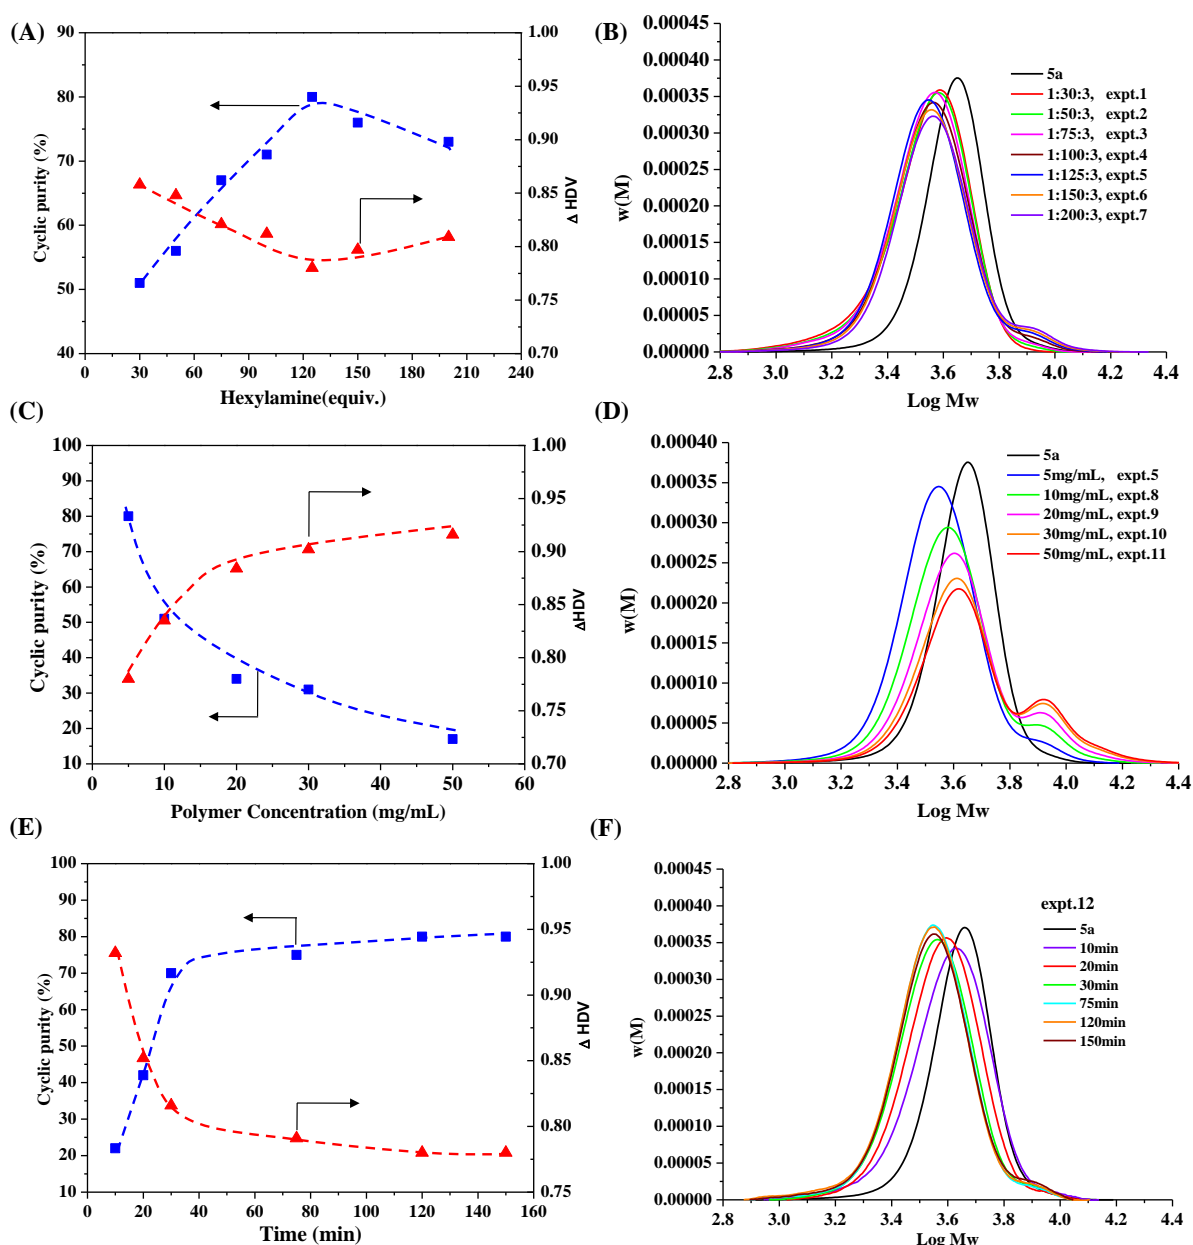 (A)
90
80
70
60
50
40
Cyclic purity (%)
1.00
0.95
0.90
0.85
0.80
0.75
0.70
Δ HDV
0 30 60 90 120 150 180 210 240
Hexylamine(equiv.)
(B)
0.00045
0.00040
0.00035
0.00030
0.00025
0.00020
0.00015
0.00010
0.00005
0.00000
w(M)
5a
1:30:3, expt.1
1:50:3, expt.2
1:75:3, expt.3
1:100:3, expt.4
1:125:3, expt.5
1:150:3, expt.6
1:200:3, expt.7
2.8 3.0 3.2 3.4 3.6 3.8 4.0 4.2 4.4
Log Mw
(C)
100
90
80
70
60
50
40
30
20
10
Cyclic purity (%)
1.00
0.95
0.90
0.85
0.80
0.75
0.70
ΔHDV
0 10 20 30 40 50 60
Polymer Concentration (mg/mL)
(D)
0.00040
0.00035
0.00030
0.00025
0.00020
0.00015
0.00010
0.00005
0.00000
w(M)
5a
5mg/mL, expt.5
10mg/mL, expt.8
20mg/mL, expt.9
30mg/mL, expt.10
50mg/mL, expt.11
2.8 3.0 3.2 3.4 3.6 3.8 4.0 4.2 4.4
Log Mw
(E)
100
90
80
70
60
50
40
30
20
10
Cyclic purity (%)
1.00
0.95
0.90
0.85
0.80
0.75
Δ HDV
0 20 40 60 80 100 120 140 160
Time (min)
(F)
0.00045
0.00040
0.00035
0.00030
0.00025
0.00020
0.00015
0.00010
0.00005
0.00000
w(M)
expt.12
5a
10min
20min
30min
75min
120min
150min
2.8 3.0 3.2 3.4 3.6 3.8 4.0 4.2 4.4
Log Mw